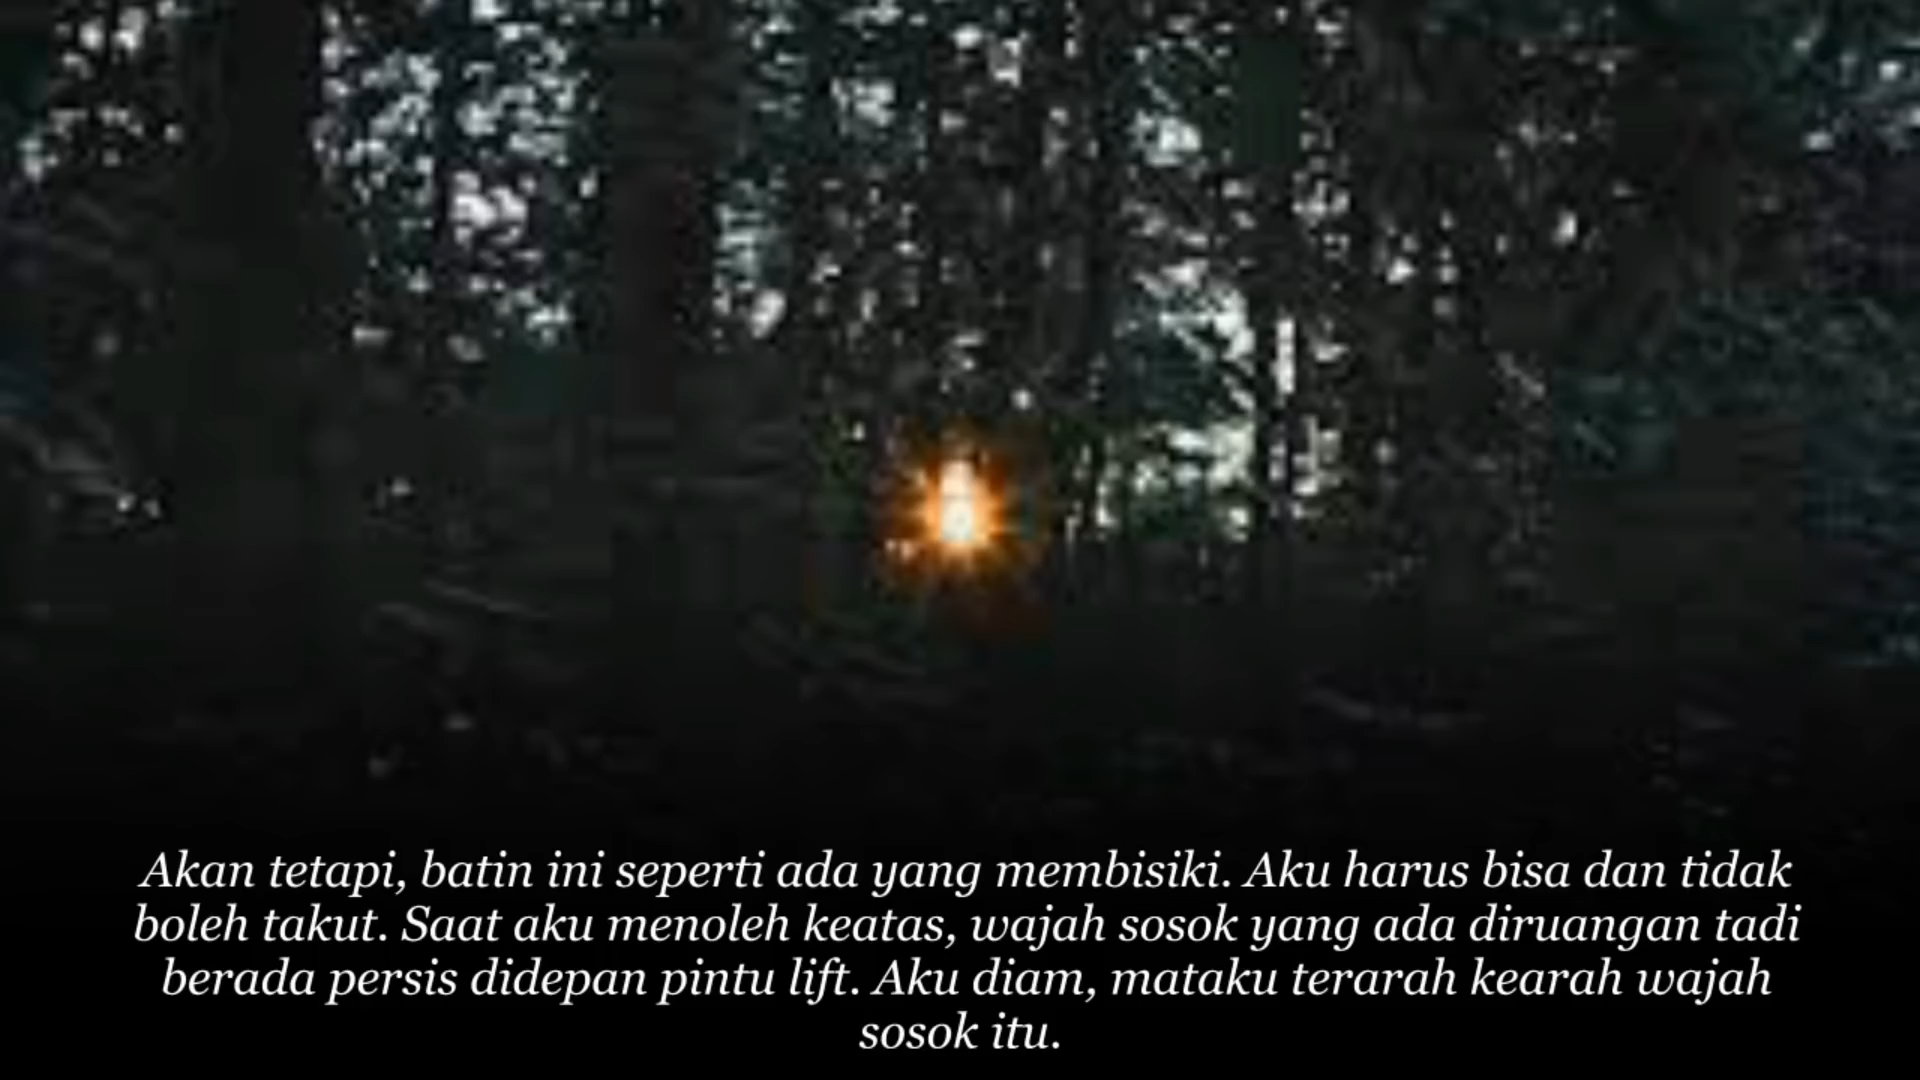 Akan tetapi, batin ini seperti ada yang membisiki. Aku harus bisa dan tidak
boleh takut. Saat aku menoleh keatas, wajah sosok yang ada diruangan tadi
berada persis didepan pintu lift. Aku diam, mataku terarah kearah wajah
sosok itu.